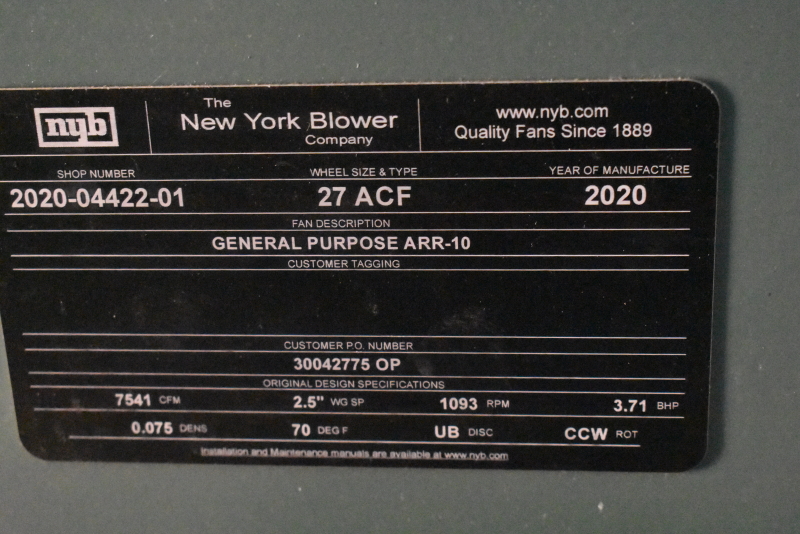 nyb
The
New York Blower
Company
www.nyb.com
Quality Fans Since 1889
SHOP NUMBER WHEEL SIZE & TYPE YEAR OF MANUFACTURE
2020-04422-01 27 ACF 2020
FAN DESCRIPTION
GENERAL PURPOSE ARR-10
CUSTOMER TAGGING
CUSTOMER P.O. NUMBER
30042775 OP
ORIGINAL DESIGN SPECIFICATIONS
7541 CFM 2.5" WG SP 1093 RPM 3.71 BHP
0.075 DENS 70 DEG F UB DISC CCW ROT
Installation and Maintenance manuals are available at www.nyb.com